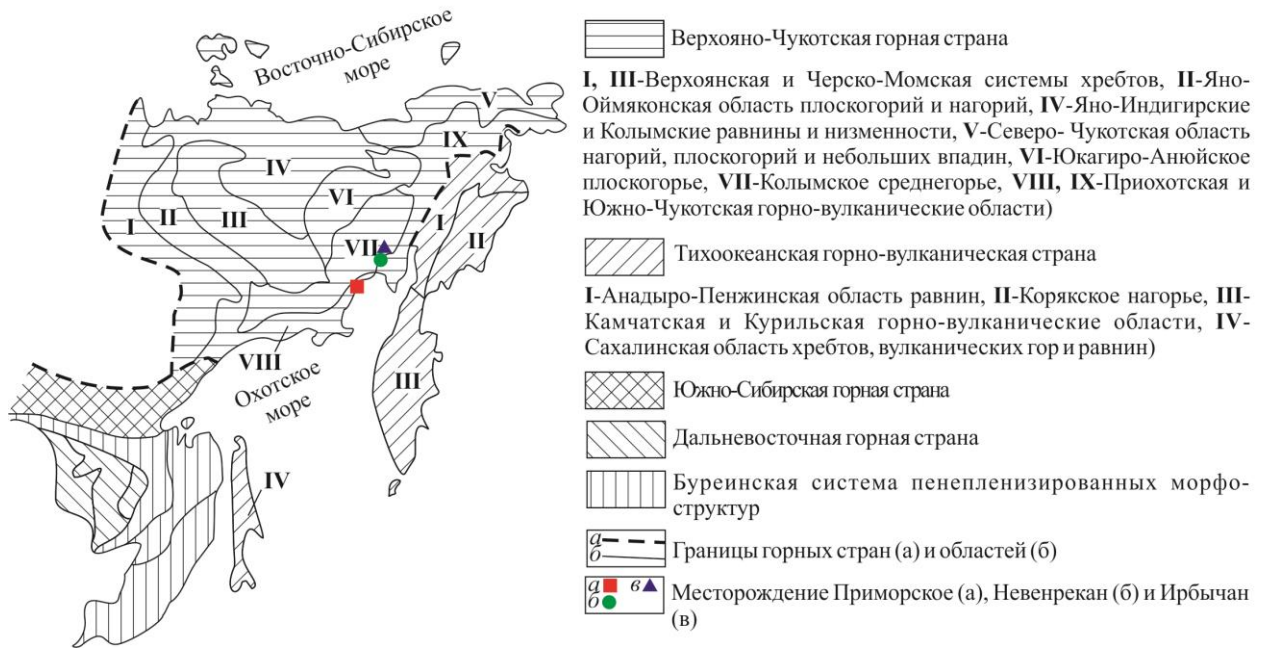 Восточно-Сибирское
море
V
IX
IV
VI
I
II
III
VII
I
II
VIII
Охотское
море
III
IV
Верхояно-Чукотская горная страна
I, III-Верхоянская и Черско-Момская системы хребтов, II-Яно-
Оймяконская область плоскогорий и нагорий, IV-Яно-Индигирские
и Колымские равнины и низменности, V-Северо- Чукотская область
нагорий, плоскогорий и небольших впадин, VI-Юкагиро-Анюйское
плоскогорье, VII-Колымское среднегорье, VIII, IX-Приохотская и
Южно-Чукотская горно-вулканические области)
Тихоокеанская горно-вулканическая страна
I-Анадыро-Пенжинская область равнин, II-Корякское нагорье, III-
Камчатская и Курильская горно-вулканические области, IV-
Сахалинская область хребтов, вулканических гор и равнин)
Южно-Сибирская горная страна
Дальневосточная горная страна
Буреинская система пенепленизированных морфо-
структур
а
б
Границы горных стран (а) и областей (б)
а в
б
Месторождение Приморское (а), Невенрекан (б) и Ирбычан
(в)